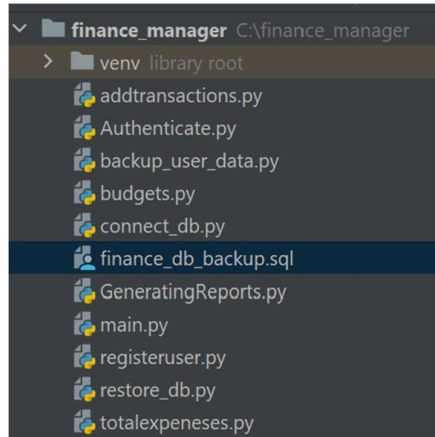 finance_manager C:\finance_manager
venv library root
addtransactions.py
Authenticate.py
backup_user_data.py
budgets.py
connect_db.py
finance_db_backup.sql
GeneratingReports.py
main.py
registeruser.py
restore_db.py
totalexpeneses.py